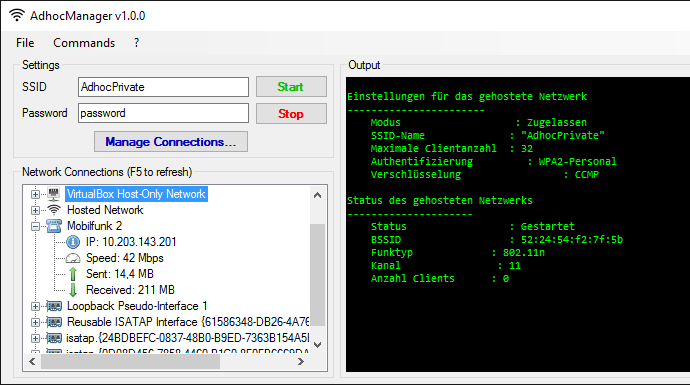 AdhocManager v1.0.0
File Commands ?
Settings
SSID AdhocPrivate Start
Password password Stop
Manage Connections...
Network Connections (F5 to refresh)
VirtualBox Host-Only Network
Hosted Network
Mobilfunk 2
IP: 10.203.143.201
Speed: 42 Mbps
Sent: 14,4 MB
Received: 211 MB
Loopback Pseudo-Interface 1
Reusable ISATAP Interface {61586348-DB26-4A76
isatap.{24BDBEFC-0837-48B0-B9ED-7363B154A5
Output
Einstellungen für das gehostete Netzwerk
-----------------------
Modus : Zugelassen
SSID-Name : "AdhocPrivate"
Maximale Clientanzahl : 32
Authentifizierung : WPA2-Personal
Verschlüsselung : CCMP
Status des gehosteten Netzwerks
---------------------
Status : Gestartet
BSSID : 52:24:54:f2:7f:5b
Funktyp : 802.11n
Kanal : 11
Anzahl Clients : 0